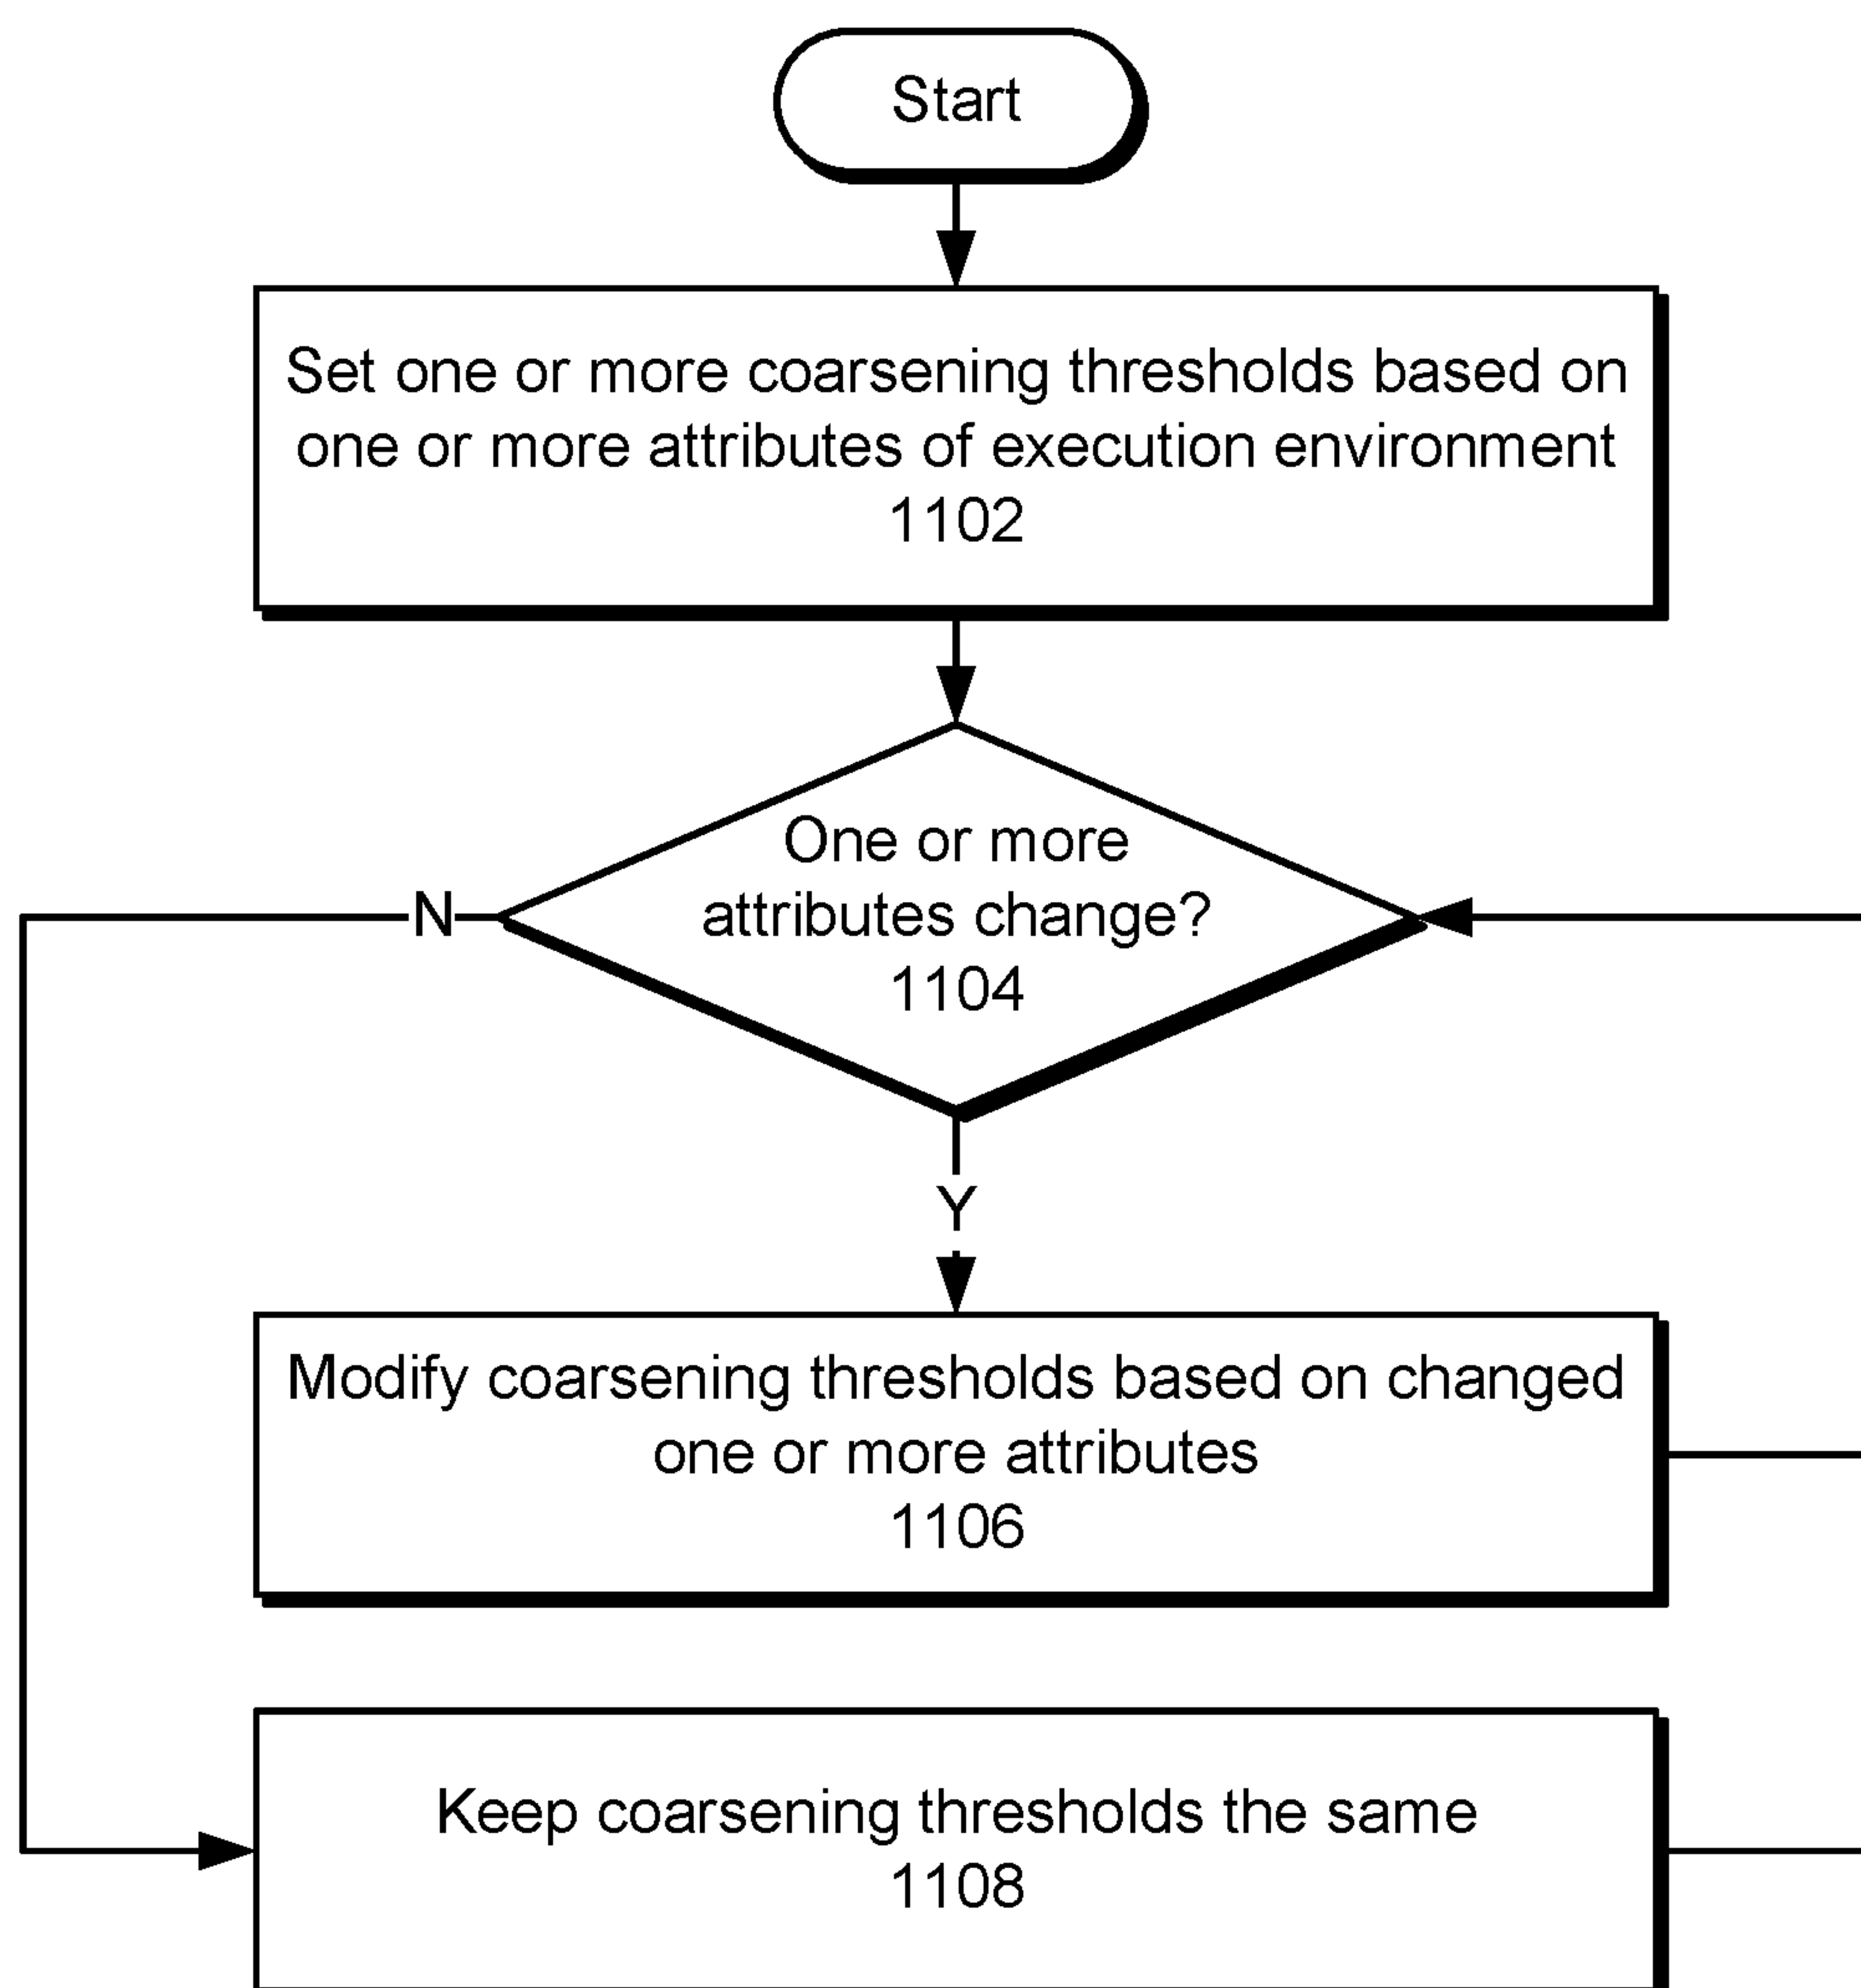 Start
Set one or more coarsening thresholds based on
one or more attributes of execution environment
1102
One or more
attributes change?
1104
N
Y
Modify coarsening thresholds based on changed
one or more attributes
1106
Keep coarsening thresholds the same
1108